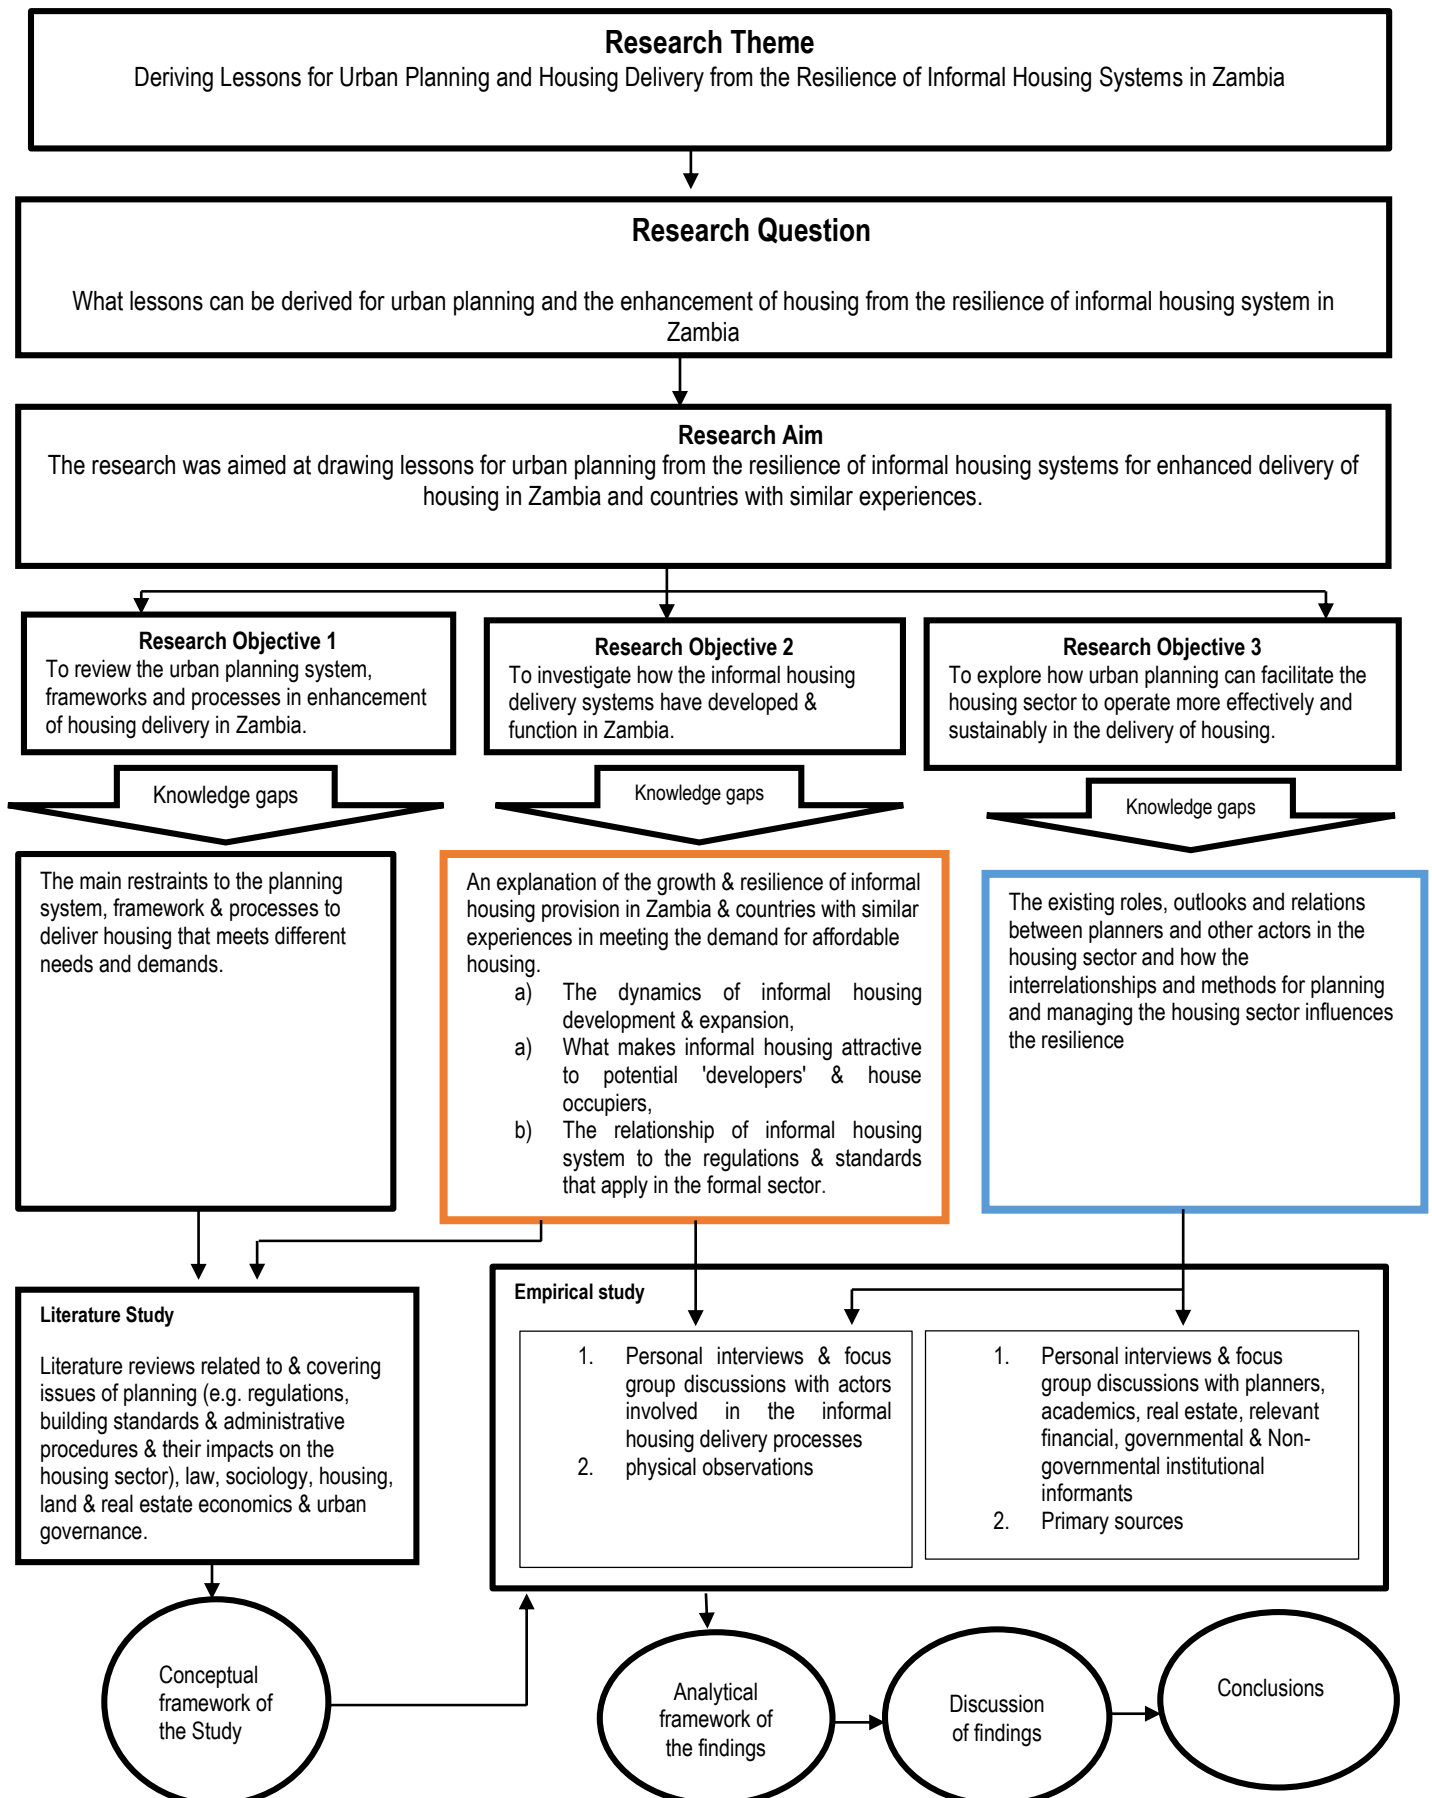 Research Theme
Deriving Lessons for Urban Planning and Housing Delivery from the Resilience of Informal Housing Systems in Zambia
Research Question
What lessons can be derived for urban planning and the enhancement of housing from the resilience of informal housing system in
Zambia
Research Aim
The research was aimed at drawing lessons for urban planning from the resilience of informal housing systems for enhanced delivery of
housing in Zambia and countries with similar experiences.
Research Objective 1
To review the urban planning system,
frameworks and processes in enhancement
of housing delivery in Zambia.
Research Objective 2
To investigate how the informal housing
delivery systems have developed &
function in Zambia.
Research Objective 3
To explore how urban planning can facilitate the
housing sector to operate more effectively and
sustainably in the delivery of housing.
Knowledge gaps
Knowledge gaps
Knowledge gaps
The main restraints to the planning
system, framework & processes to
deliver housing that meets different
needs and demands.
An explanation of the growth & resilience of informal
housing provision in Zambia & countries with similar
experiences in meeting the demand for affordable
housing.
a) The dynamics of informal housing
development & expansion,
a) What makes informal housing attractive
to potential 'developers' & house
occupiers,
b) The relationship of informal housing
system to the regulations & standards
that apply in the formal sector.
The existing roles, outlooks and relations
between planners and other actors in the
housing sector and how the
interrelationships and methods for planning
and managing the housing sector influences
the resilience
Literature Study
Literature reviews related to & covering
issues of planning (e.g. regulations,
building standards & administrative
procedures & their impacts on the
housing sector), law, sociology, housing,
land & real estate economics & urban
governance.
Empirical study
1. Personal interviews & focus
group discussions with actors
involved in the informal
housing delivery processes
2. physical observations
1. Personal interviews & focus
group discussions with planners,
academics, real estate, relevant
financial, governmental & Non-
governmental institutional
informants
2. Primary sources
Conceptual
framework of
the Study
Analytical
framework of
the findings
Discussion
of findings
Conclusions